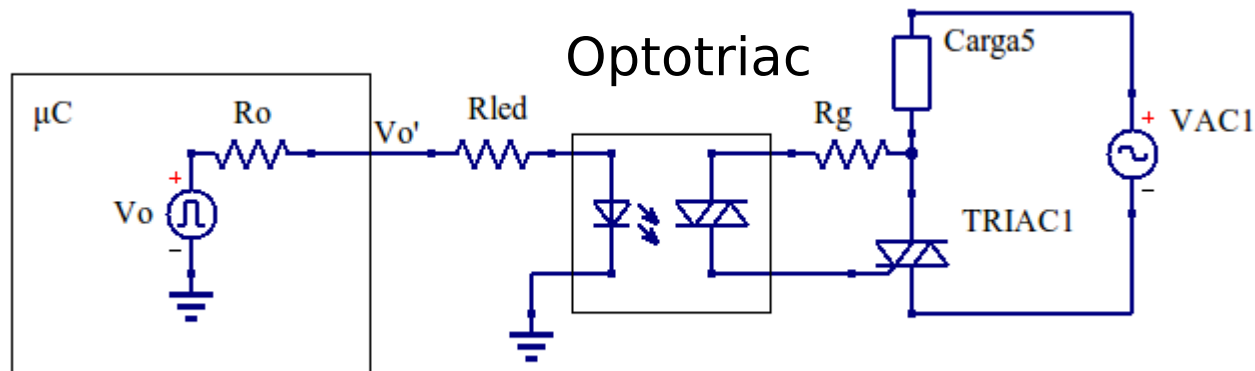 Optotriac
Carga5
µC
Ro
Vo'
Rled
Rg
+
VAC1
−
+
Vo
−
TRIAC1